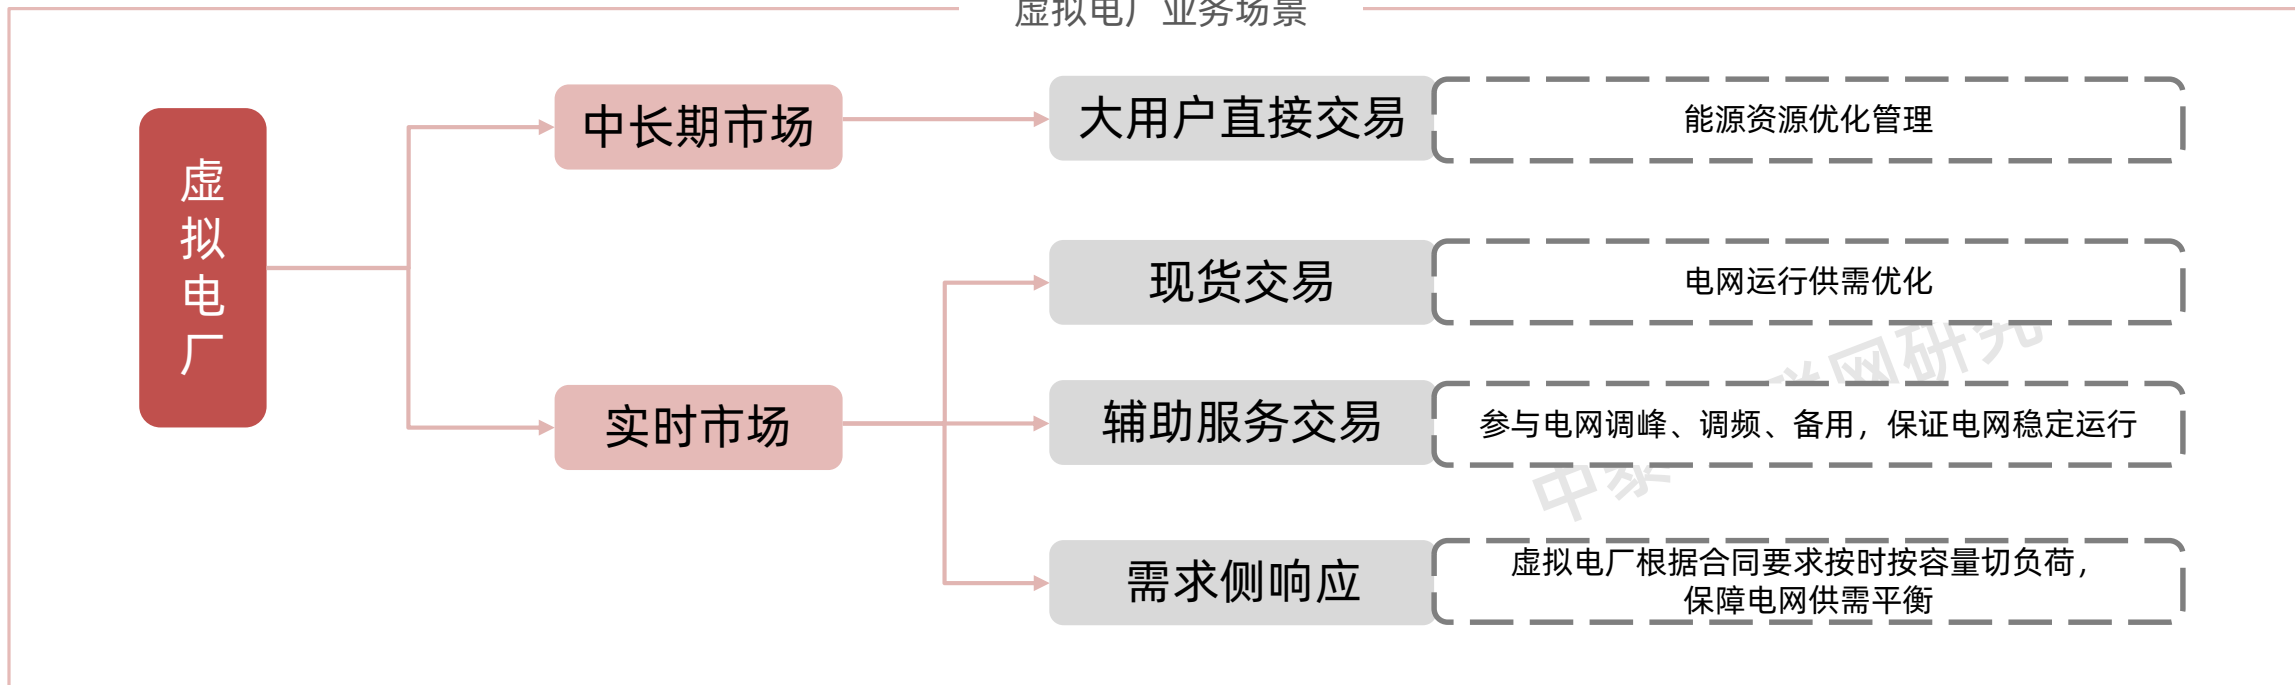 虚拟电厂业务场景
虚拟电厂
中长期市场
大用户直接交易
能源资源优化管理
现货交易
电网运行供需优化
实时市场
辅助服务交易
参与电网调峰、调频、备用，保证电网稳定运行
需求侧响应
虚拟电厂根据合同要求按时按容量切负荷，
保障电网供需平衡